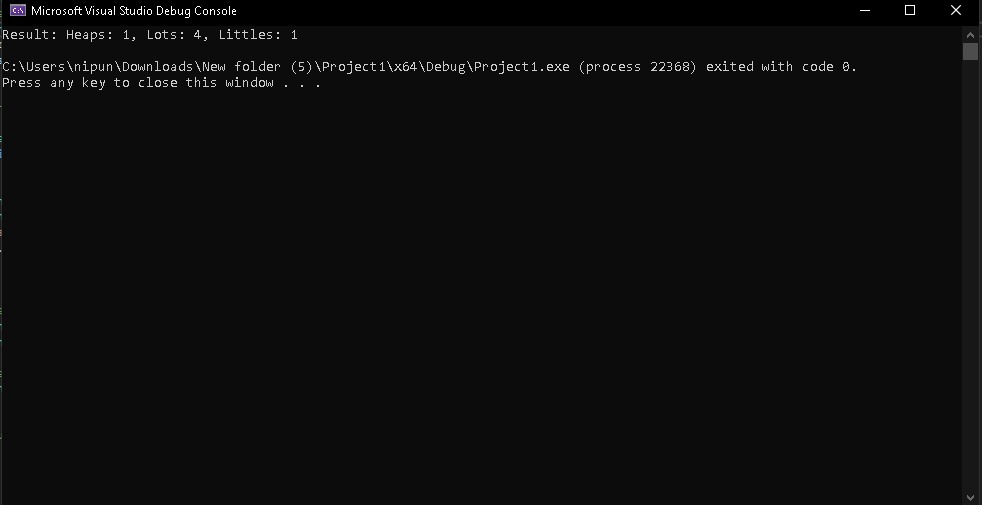 Microsoft Visual Studio Debug Console
Result: Heaps: 1, Lots: 4, Littles: 1
C:\Users\nipun\Downloads\New folder (5)\Project1\x64\Debug\Project1.exe (process 22368) exited with code 0.
Press any key to close this window . . .